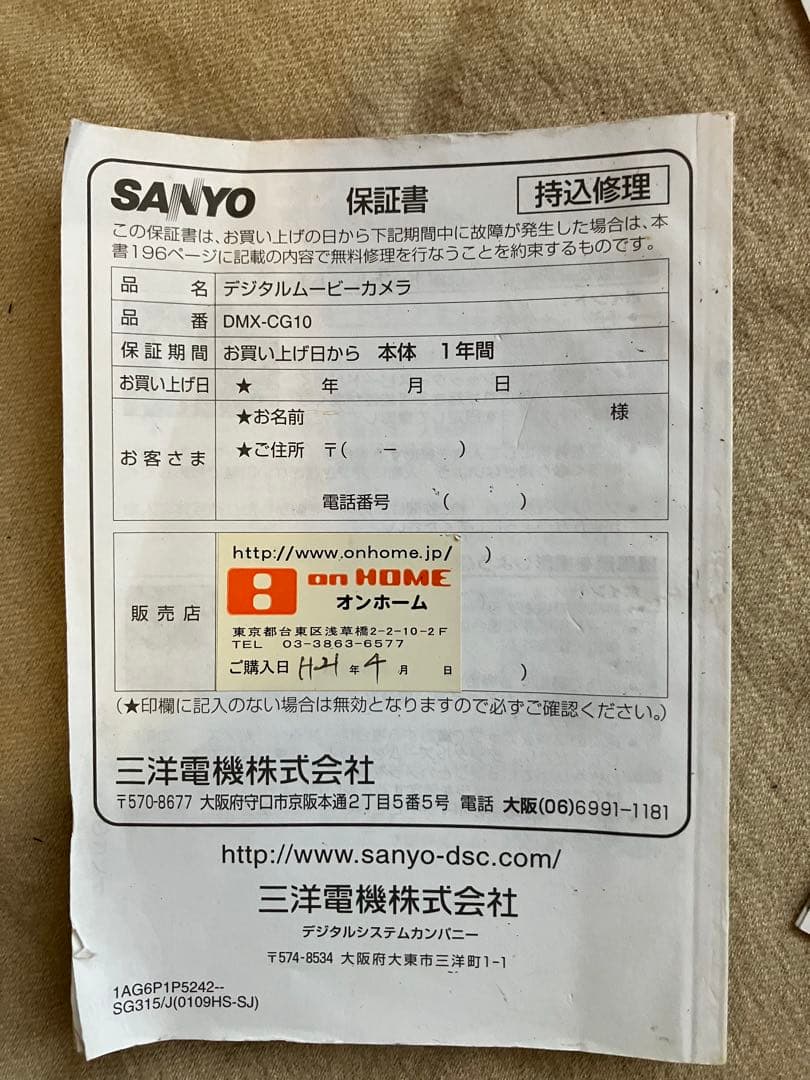 SANYO 保証書 持込修理
この保証書は、お買い上げの日から下記期間中に故障が発生した場合は、本
書196ページに記載の内容で無料修理を行なうことを約束するものです。
品名 デジタルムービーカメラ
品番 DMX-CG10
保証期間 お買い上げ日から 本体 1年間
お買い上げ日 ★ 年 月 日
★お名前 様
お客さま ★ご住所 〒( - )
電話番号 ( )
http://www.onhome.jp/ )
on HOME
オンホーム
販売店
東京都台東区浅草橋2-2-10-2F
TEL 03-3863-6577
ご購入日 H21年4月 日 )
(★印欄に記入のない場合は無効となりますので必ずご確認ください。)
三洋電機株式会社
〒570-8677 大阪府守口市京阪本通2丁目5番5号 電話 大阪(06)6991-1181
http://www.sanyo-dsc.com/
三洋電機株式会社
デジタルシステムカンパニー
〒574-8534 大阪府大東市三洋町1-1
1AG6P1P5242--
SG315/J(0109HS-SJ)